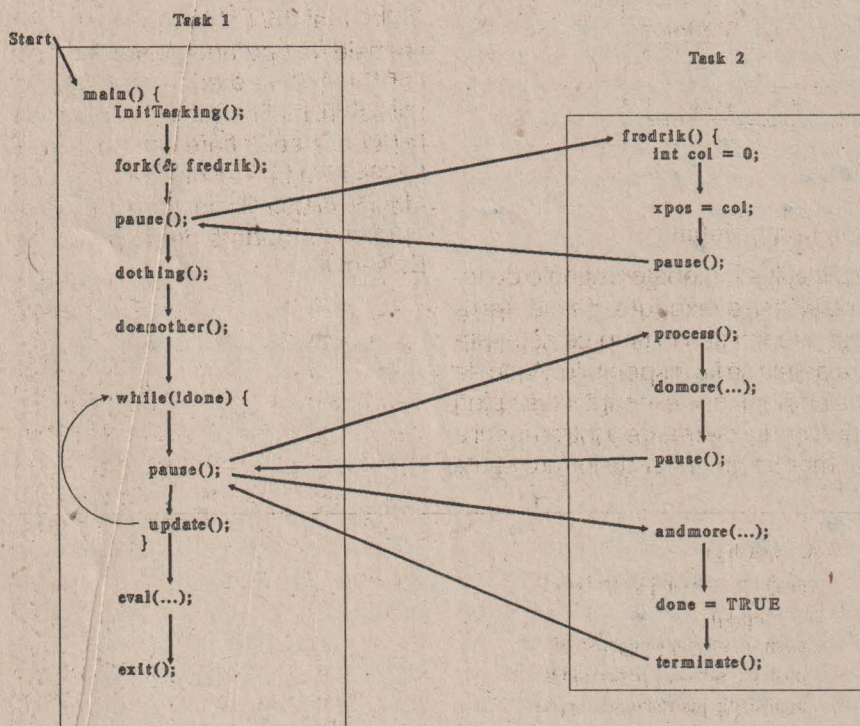 Task 1
Start
main() {
InitTasking();
fork(& fredrik);
pause();
dothing();
doanother();
while(!done) {
pause();
update();
}
eval(...);
exit();
Task 2
fredrik() {
int col = 0;
xpos = col;
pause();
process();
domore(...);
pause();
andmore(...);
done = TRUE
terminate();